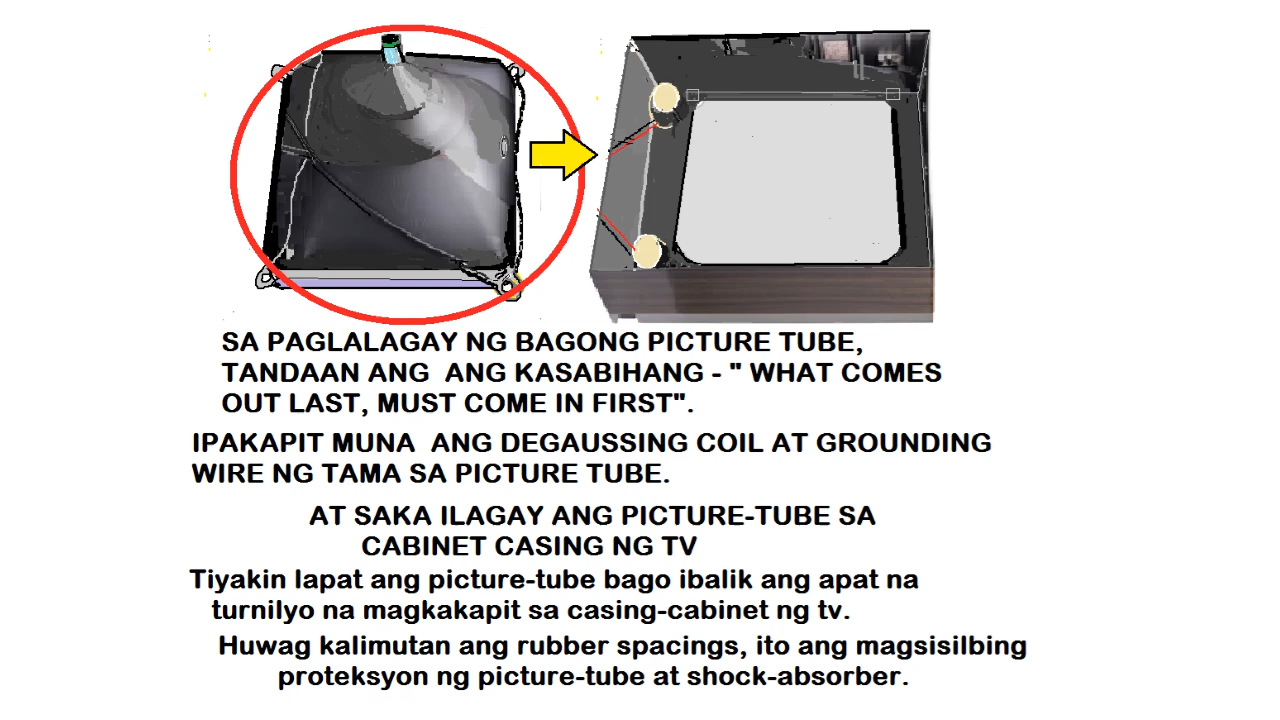 SA PAGLALAGAY NG BAGONG PICTURE TUBE,
TANDAAN ANG ANG KASABIHANG - " WHAT COMES
OUT LAST, MUST COME IN FIRST".
IPAKAPIT MUNA ANG DEGAUSSING COIL AT GROUNDING
WIRE NG TAMA SA PICTURE TUBE.
AT SAKA ILAGAY ANG PICTURE-TUBE SA
CABINET CASING NG TV
Tiyakin lapat ang picture-tube bago ibalik ang apat na
turnilyo na magkakapit sa casing-cabinet ng tv.
Huwag kalimutan ang rubber spacings, ito ang magsisilbing
proteksyon ng picture-tube at shock-absorber.